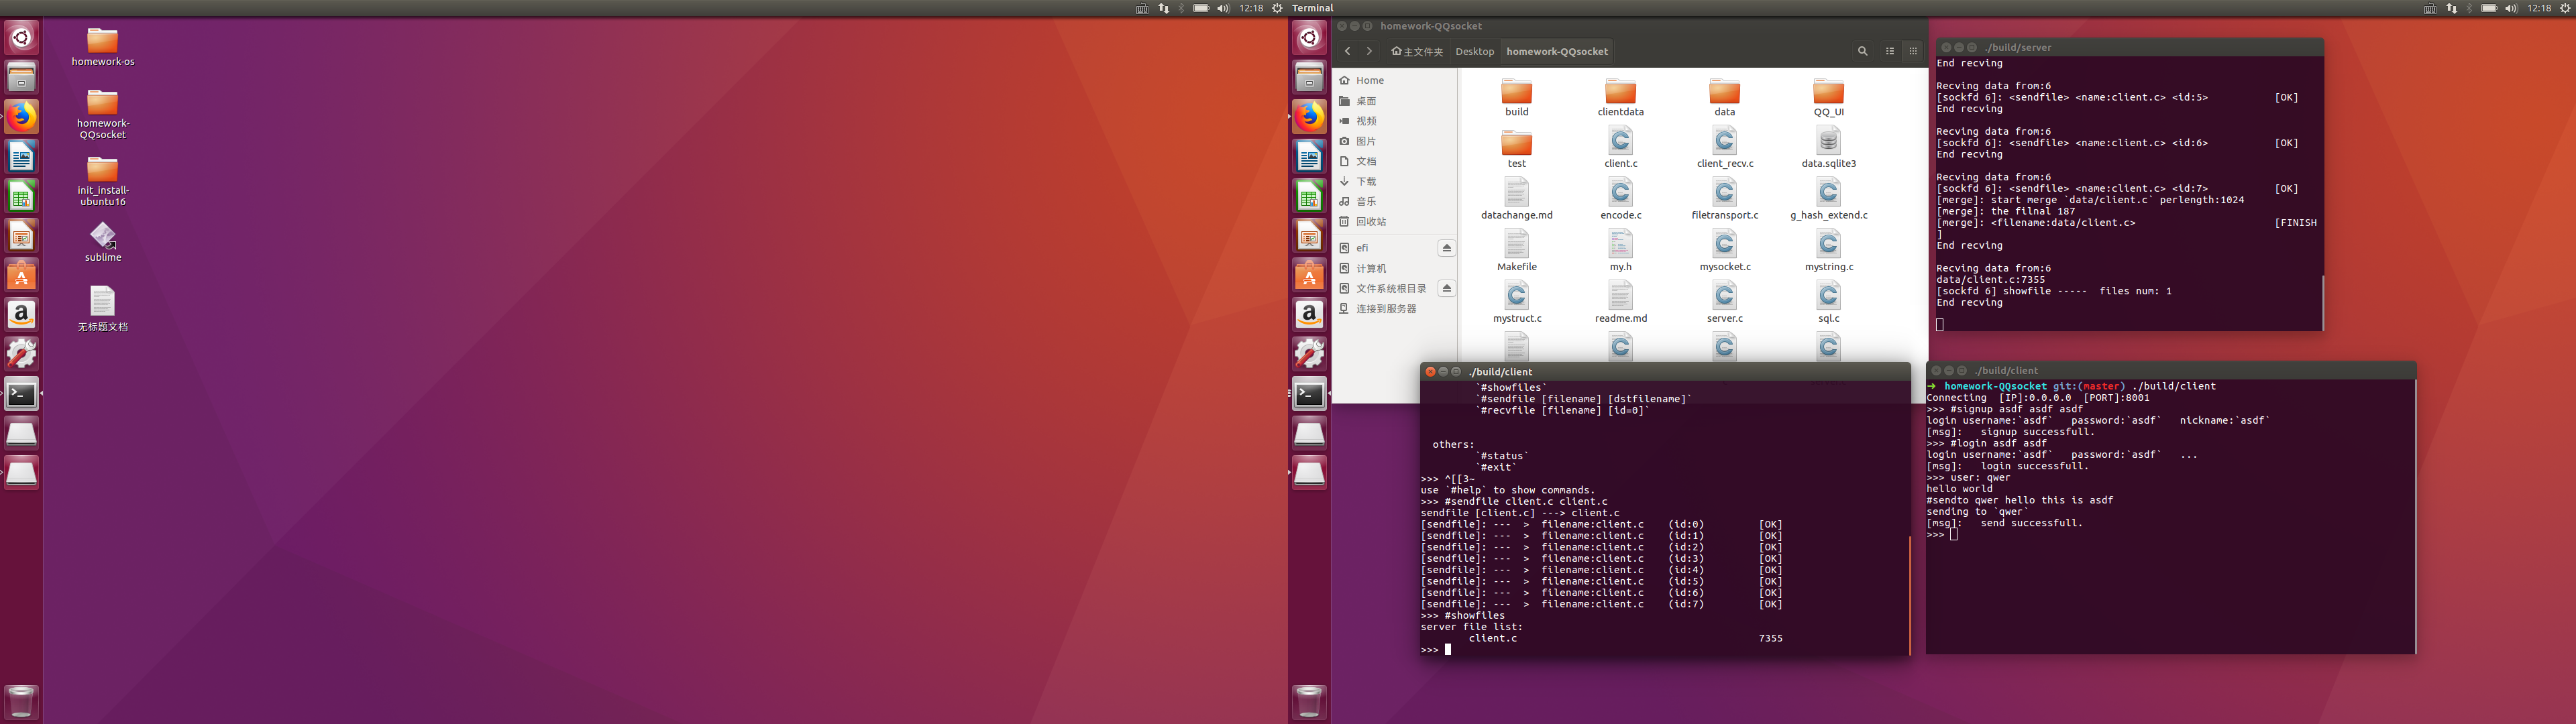 12:18
Terminal
12:18
homework-os
homework-
QQsocket
init_install-
ubuntu16
sublime
无标题文档
homework-QQsocket
主文件夹
Desktop
homework-QQsocket
Home
桌面
视频
图片
文档
下载
音乐
回收站
efi
计算机
文件系统根目录
连接到服务器
build
clientdata
data
QQ_UI
test
client.c
client_recv.c
data.sqlite3
datachange.md
encode.c
filetransport.c
g_hash_extend.c
Makefile
my.h
mysocket.c
mystring.c
mystruct.c
readme.md
server.c
sql.c
./build/server
End recving
Recving data from:6
[sockfd 6]: <sendfile> <name:client.c> <id:5> [OK]
End recving
Recving data from:6
[sockfd 6]: <sendfile> <name:client.c> <id:6> [OK]
End recving
Recving data from:6
[sockfd 6]: <sendfile> <name:client.c> <id:7> [OK]
[merge]: start merge `data/client.c` perlength:1024
[merge]: the filnal 187
[merge]: <filename:data/client.c> [FINISH
]
End recving
Recving data from:6
data/client.c:7355
[sockfd 6] showfile ----- files num: 1
End recving
./build/client
`#showfiles`
`#sendfile [filename] [dstfilename]`
`#recvfile [filename] [id=0]`
others:
`#status`
`#exit`
>>> ^[[3~
use `#help` to show commands.
>>> #sendfile client.c client.c
sendfile [client.c] ---> client.c
[sendfile]: --- > filename:client.c (id:0) [OK]
[sendfile]: --- > filename:client.c (id:1) [OK]
[sendfile]: --- > filename:client.c (id:2) [OK]
[sendfile]: --- > filename:client.c (id:3) [OK]
[sendfile]: --- > filename:client.c (id:4) [OK]
[sendfile]: --- > filename:client.c (id:5) [OK]
[sendfile]: --- > filename:client.c (id:6) [OK]
[sendfile]: --- > filename:client.c (id:7) [OK]
>>> #showfiles
server file list:
client.c 7355
>>>
./build/client
➜ homework-QQsocket git:(master) ./build/client
Connecting [IP]:0.0.0.0 [PORT]:8001
>>> #signup asdf asdf asdf
login username:`asdf` password:`asdf` nickname:`asdf`
[msg]: signup successfull.
>>> #login asdf asdf
login username:`asdf` password:`asdf` ...
[msg]: login successfull.
>>> user: qwer
hello world
#sendto qwer hello this is asdf
sending to `qwer`
[msg]: send successfull.
>>>